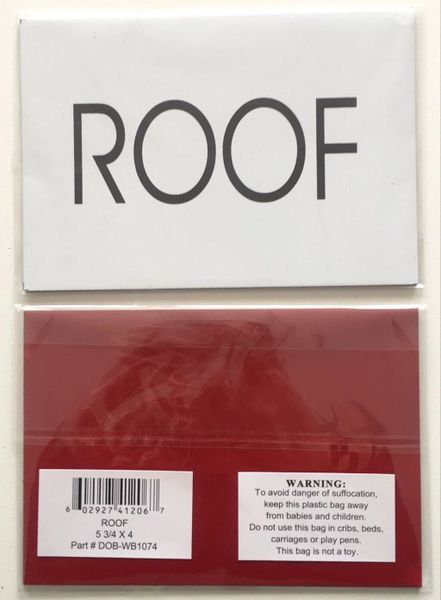 ROOF
6 02927 41206 7
ROOF
5 3/4 X 4
Part # DOB-WB1074
WARNING:
To avoid danger of suffocation,
keep this plastic bag away
from babies and children.
Do not use this bag in cribs, beds,
carriages or play pens.
This bag is not a toy.